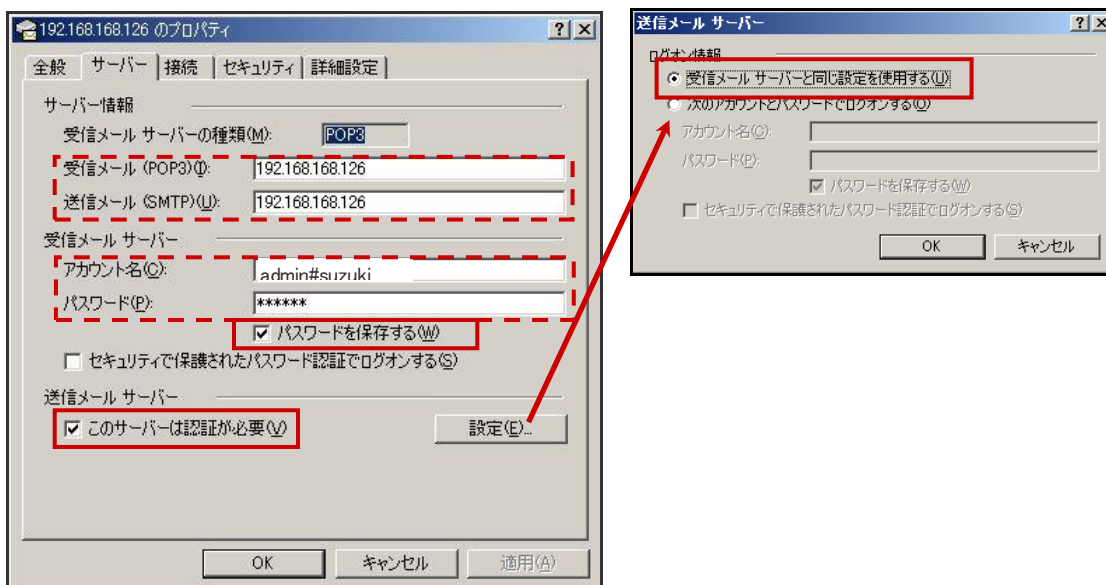 192.168.168.126 のプロパティ
全般 サーバー 接続 セキュリティ 詳細設定
サーバー情報
受信メール サーバーの種類(M): POP3
受信メール (POP3)(I): 192.168.168.126
送信メール (SMTP)(U): 192.168.168.126
受信メール サーバー
アカウント名(C): admin#suzuki
パスワード(P): ******
パスワードを保存する(W)
セキュリティで保護されたパスワード認証でログオンする(S)
送信メール サーバー
このサーバーは認証が必要(V) 設定(E)...
OK キャンセル 適用(A)
送信メール サーバー
ログオン情報
受信メール サーバーと同じ設定を使用する(U)
次のアカウントとパスワードでログオンする(O)
アカウント名(C):
パスワード(P):
パスワードを保存する(W)
セキュリティで保護されたパスワード認証でログオンする(S)
OK キャンセル